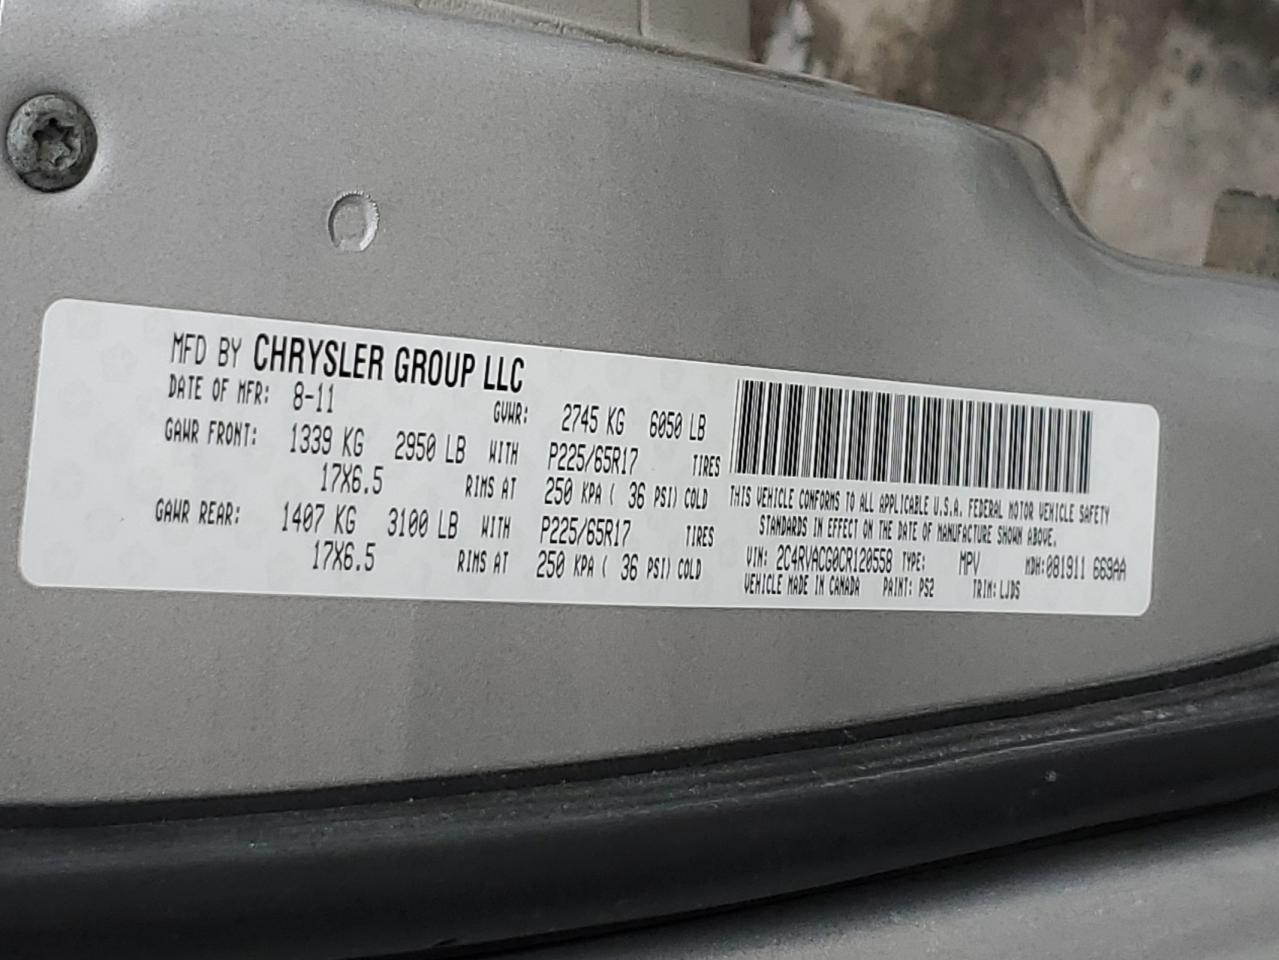 MFD BY CHRYSLER GROUP LLC
DATE OF MFR: 8-11 GVWR: 2745 KG 6050 LB
GAWR FRONT: 1339 KG 2950 LB WITH P225/65R17 TIRES
17X6.5 RIMS AT 250 KPA ( 36 PSI) COLD
GAWR REAR: 1407 KG 3100 LB WITH P225/65R17 TIRES
17X6.5 RIMS AT 250 KPA ( 36 PSI) COLD
THIS VEHICLE CONFORMS TO ALL APPLICABLE U.S.A. FEDERAL MOTOR VEHICLE SAFETY
STANDARDS IN EFFECT ON THE DATE OF MANUFACTURE SHOWN ABOVE.
VIN: 2C4RVACG0CR120558 TYPE: MPV MDH:081911 669AA
VEHICLE MADE IN CANADA PAINT: PS2 TRIM: LJDS